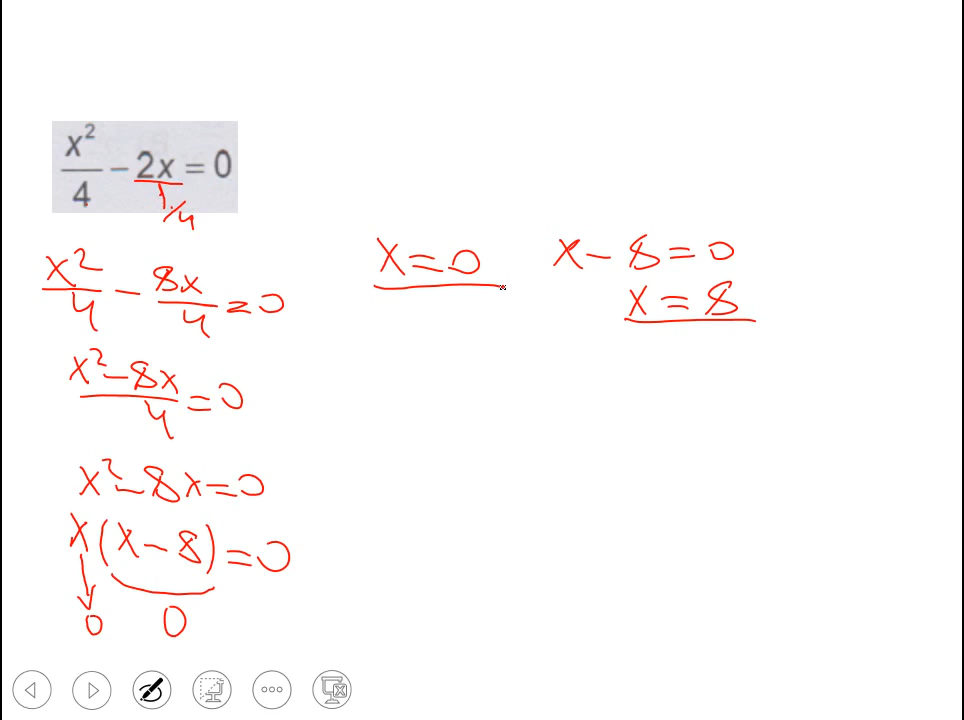 x²/4 − 2x = 0
1/4
x²/4 − 8x/4 = 0
(x² − 8x)/4 = 0
x² − 8x = 0
x(x − 8) = 0
0 0
x = 0
x − 8 = 0
x = 8